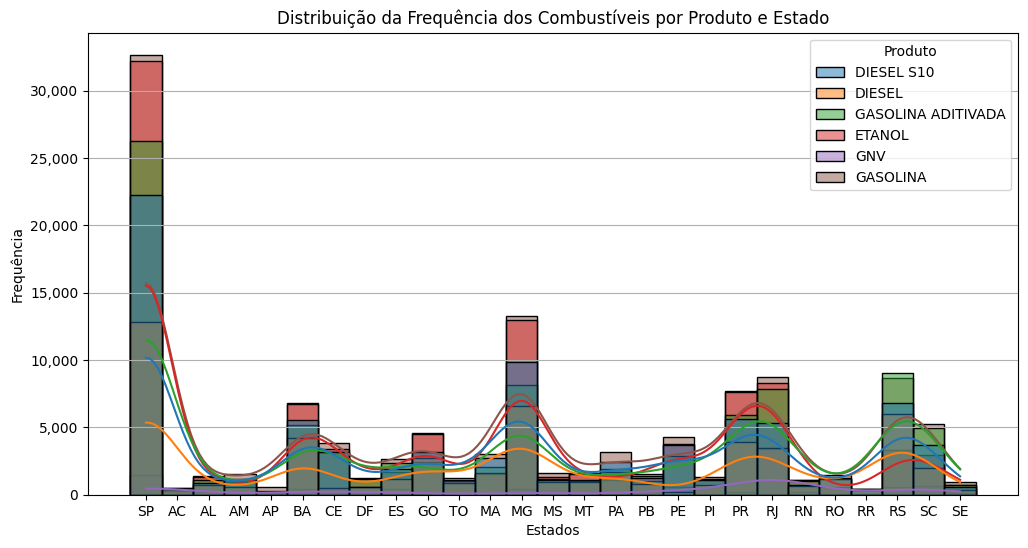 Distribuição da Frequência dos Combustíveis por Produto e Estado
Produto
DIESEL S10
DIESEL
GASOLINA ADITIVADA
ETANOL
GNV
GASOLINA
Frequência
30,000
25,000
20,000
15,000
10,000
5,000
0
SP AC AL AM AP BA CE DF ES GO TO MA MG MS MT PA PB PE PI PR RJ RN RO RR RS SC SE
Estados